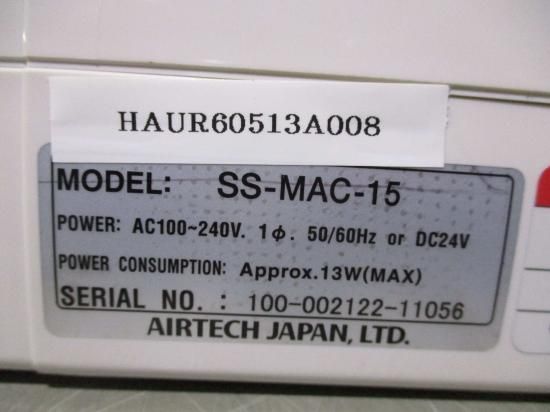 HAUR60513A008
MODEL: SS-MAC-15
POWER: AC100~240V. 1ϕ. 50/60Hz or DC24V
POWER CONSUMPTION: Approx.13W(MAX)
SERIAL NO. : 100-002122-11056
AIRTECH JAPAN, LTD.